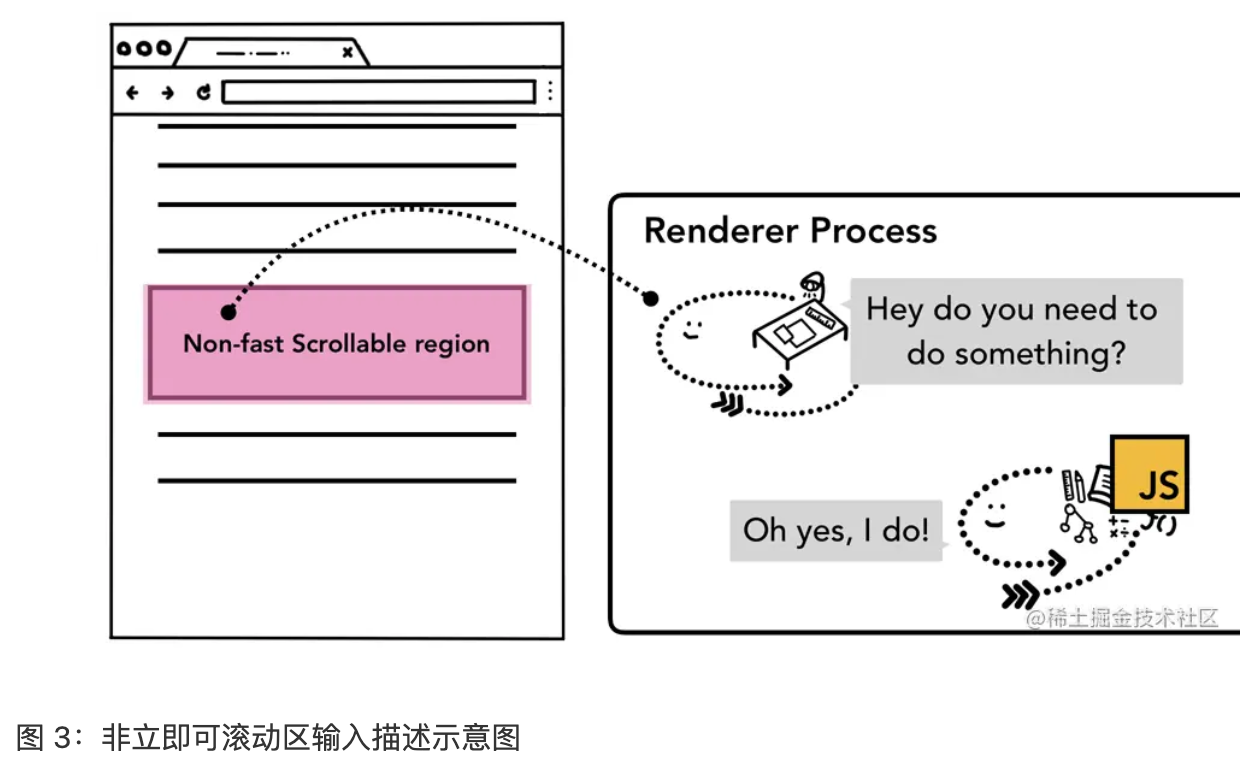 Renderer Process
Hey do you need to
do something?
Non-fast Scrollable region
JS
Oh yes, I do!
@稀土掘金技术社区
图 3：非立即可滚动区输入描述示意图